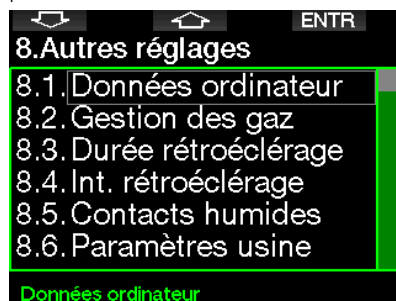 ENTR
8.Autres réglages
8.1.Données ordinateur
8.2.Gestion des gaz
8.3.Durée rétroéclérage
8.4.Int. rétroéclérage
8.5.Contacts humides
8.6.Paramètres usine
Données ordinateur